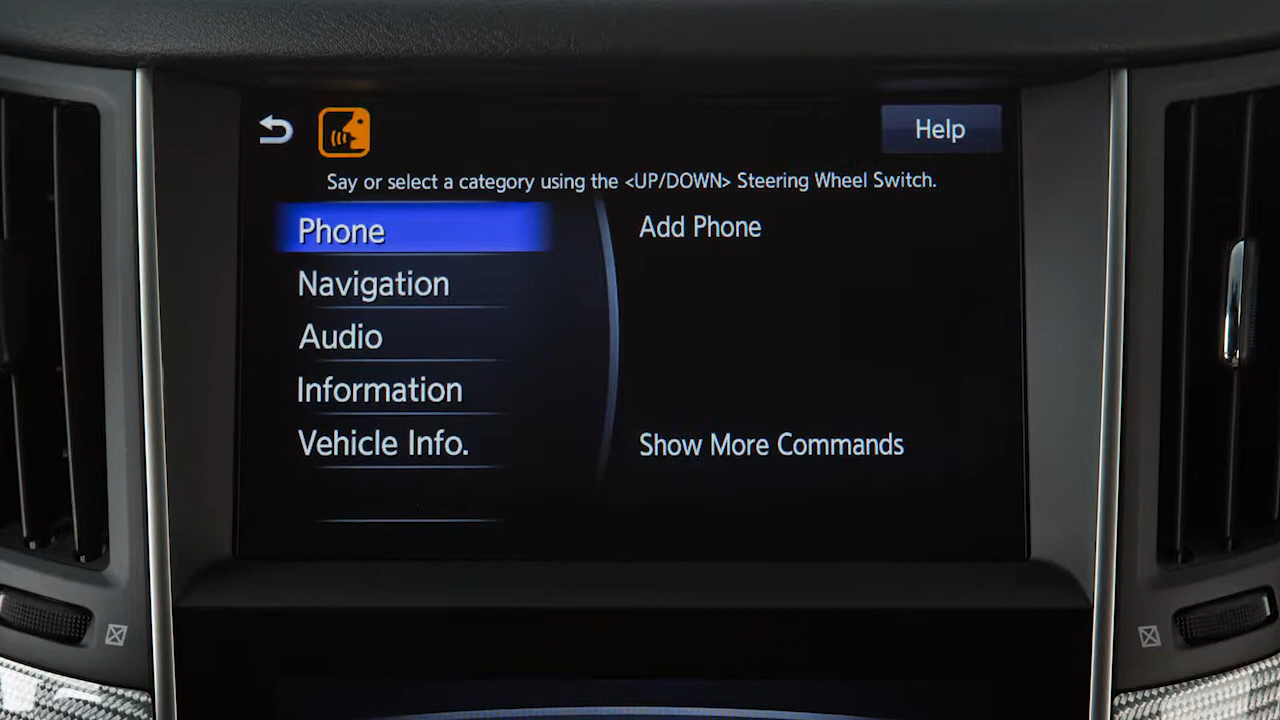 Help
Say or select a category using the <UP/DOWN> Steering Wheel Switch.
Phone
Add Phone
Navigation
Audio
Information
Vehicle Info.
Show More Commands